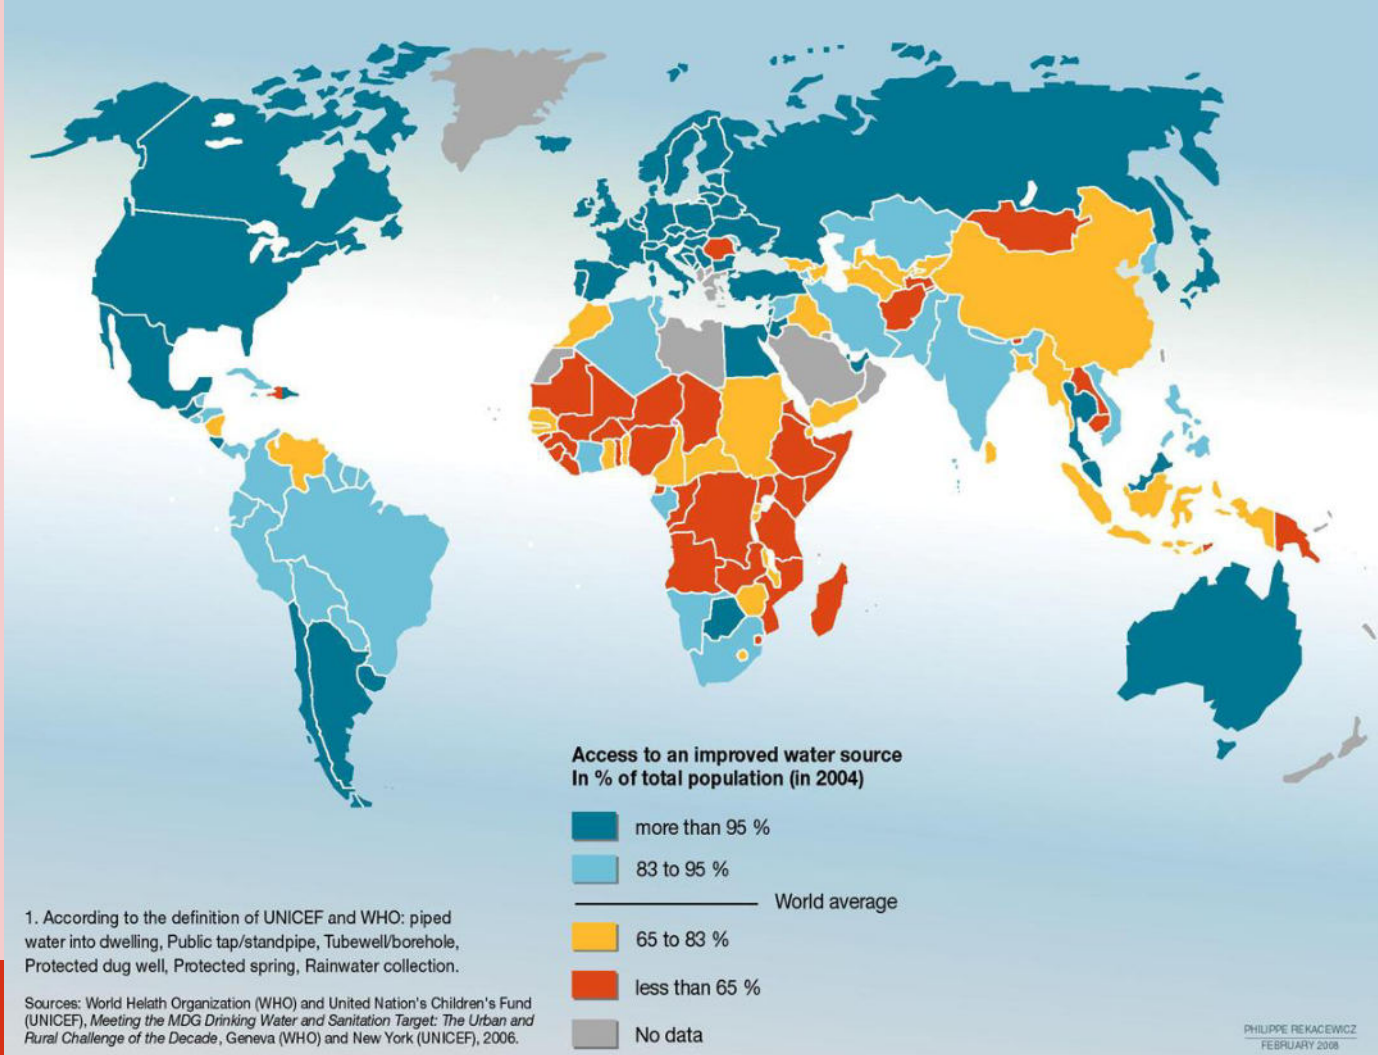 Access to an improved water source
In % of total population (in 2004)
more than 95 %
83 to 95 %
World average
65 to 83 %
less than 65 %
No data
1. According to the definition of UNICEF and WHO: piped
water into dwelling, Public tap/standpipe, Tubewell/borehole,
Protected dug well, Protected spring, Rainwater collection.
Sources: World Helath Organization (WHO) and United Nation's Children's Fund
(UNICEF), Meeting the MDG Drinking Water and Sanitation Target: The Urban and
Rural Challenge of the Decade, Geneva (WHO) and New York (UNICEF), 2006.
PHILIPPE REKACEWICZ
FEBRUARY 2008